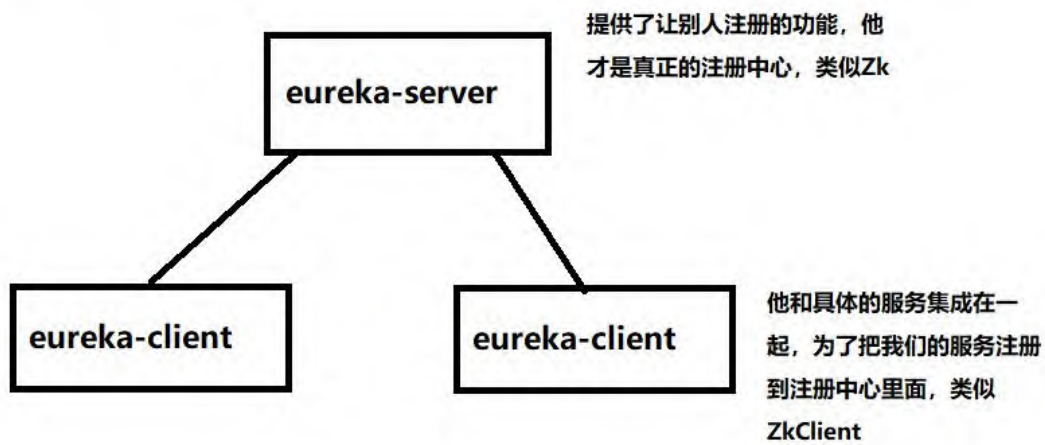 提供了让别人注册的功能，他
才是真正的注册中心，类似Zk
eureka-server
eureka-client
eureka-client
他和具体的服务集成在一
起，为了把我们的服务注册
到注册中心里面，类似
ZkClient